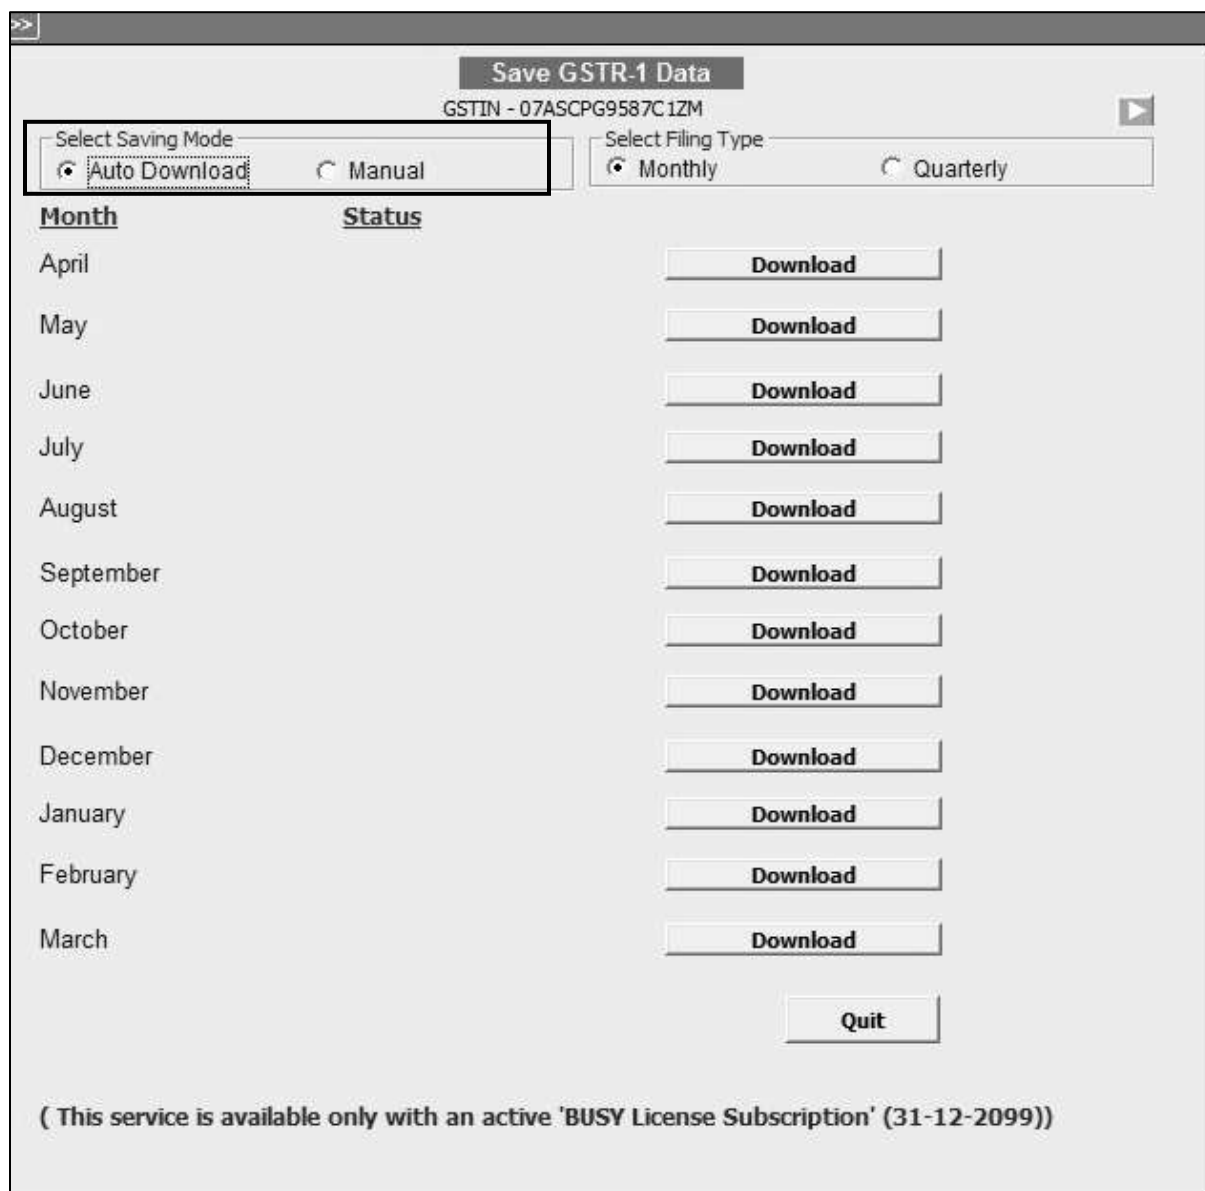 >>
Save GSTR-1 Data
GSTIN - 07ASCPG9587C1ZM
Select Saving Mode Select Filing Type
Auto Download Manual Monthly Quarterly
Month Status
April Download
May Download
June Download
July Download
August Download
September Download
October Download
November Download
December Download
January Download
February Download
March Download
Quit
( This service is available only with an active 'BUSY License Subscription' (31-12-2099))